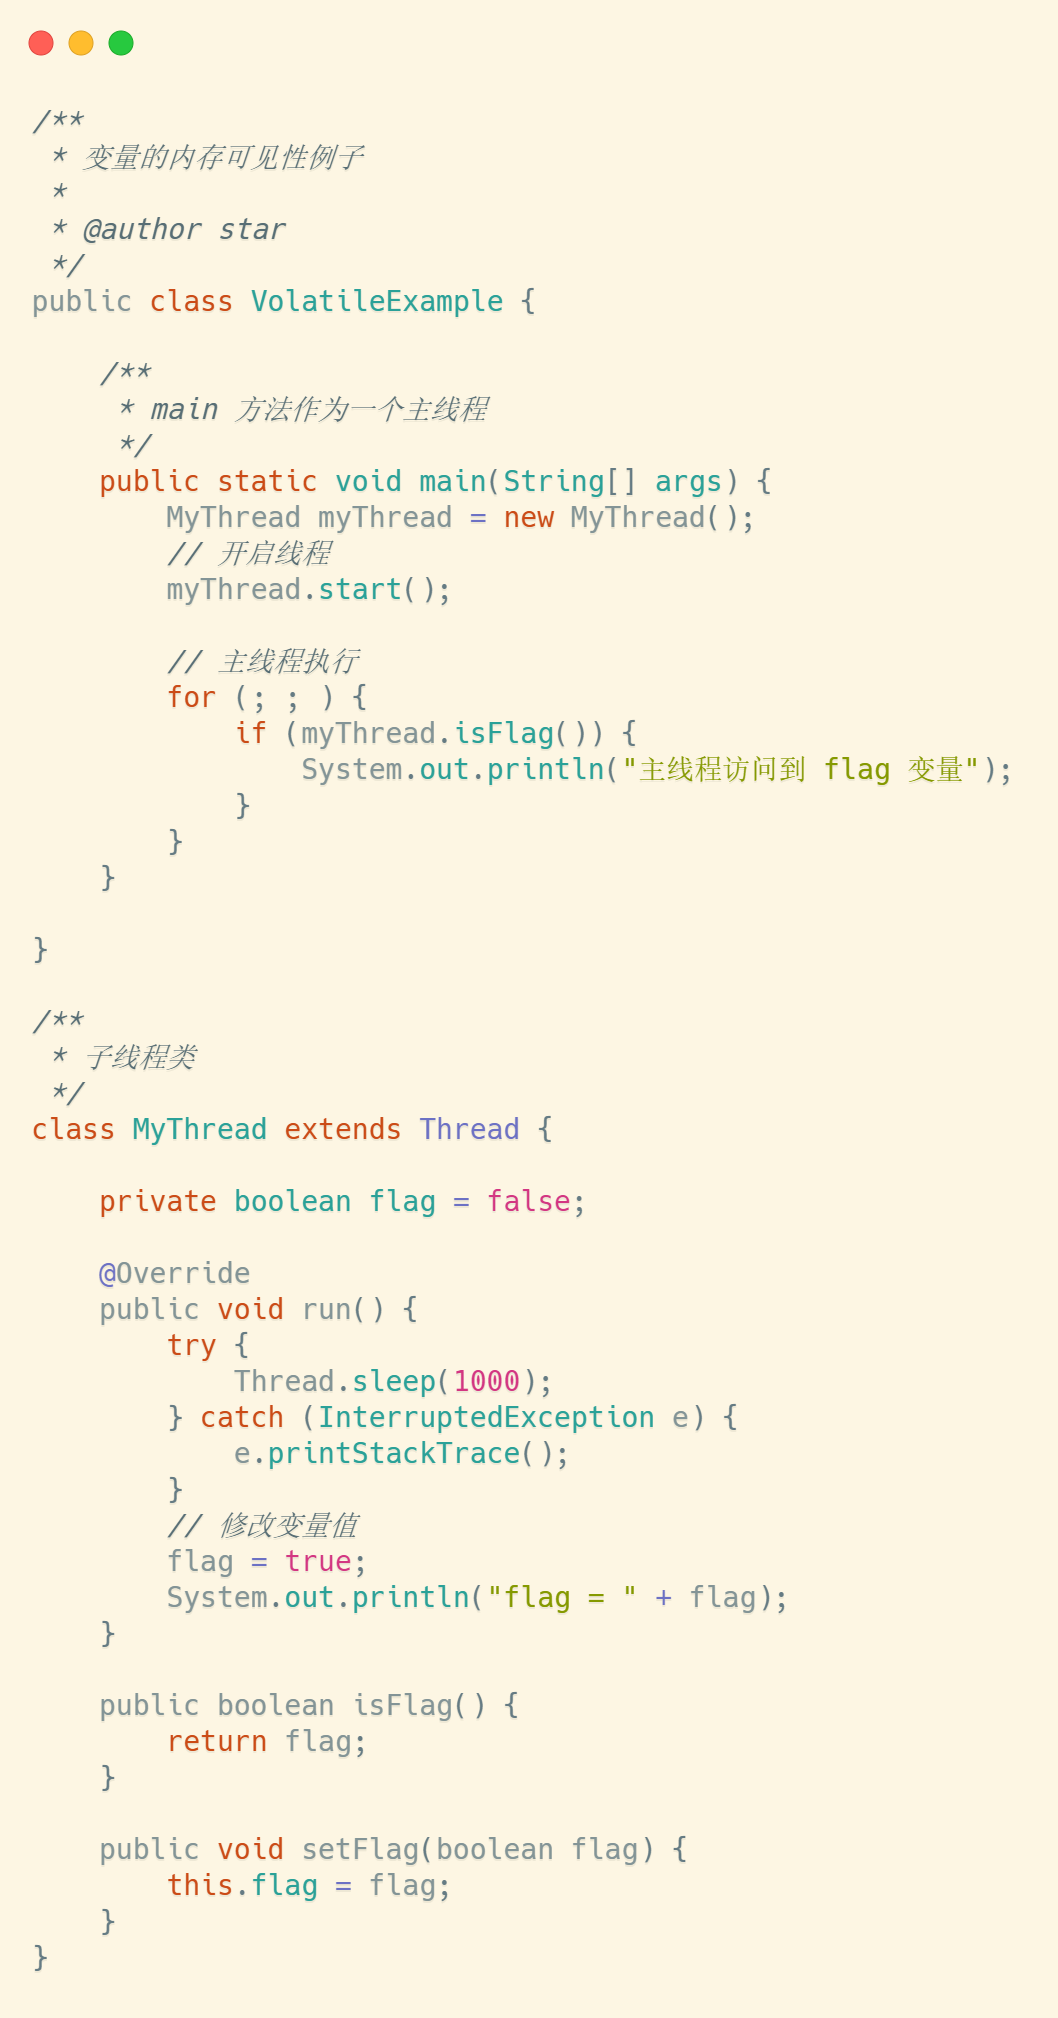 /**
 * 变量的内存可见性例子
 *
 * @author star
 */
public class VolatileExample {

    /**
     * main 方法作为一个主线程
     */
    public static void main(String[] args) {
        MyThread myThread = new MyThread();
        // 开启线程
        myThread.start();

        // 主线程执行
        for (; ; ) {
            if (myThread.isFlag()) {
                System.out.println("主线程访问到 flag 变量");
            }
        }
    }

}

/**
 * 子线程类
 */
class MyThread extends Thread {

    private boolean flag = false;

    @Override
    public void run() {
        try {
            Thread.sleep(1000);
        } catch (InterruptedException e) {
            e.printStackTrace();
        }
        // 修改变量值
        flag = true;
        System.out.println("flag = " + flag);
    }

    public boolean isFlag() {
        return flag;
    }

    public void setFlag(boolean flag) {
        this.flag = flag;
    }
}